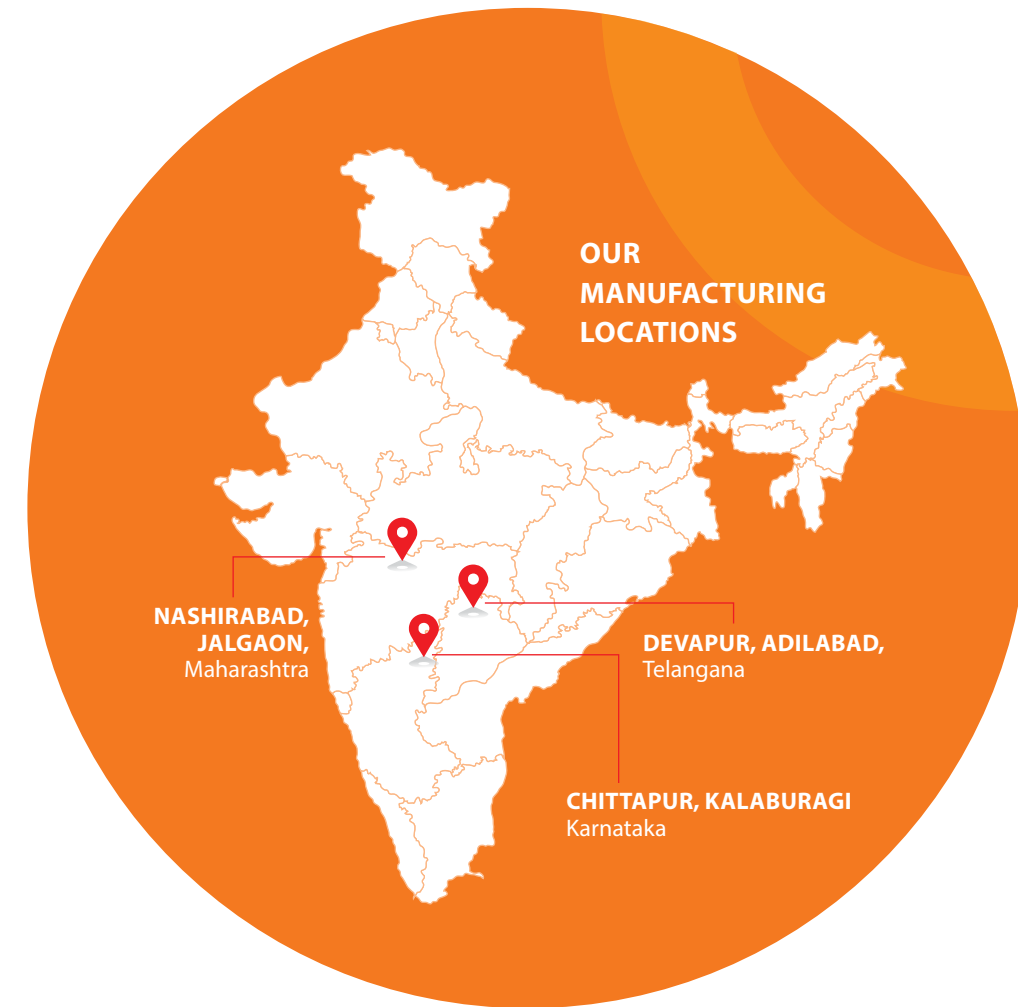 OUR
MANUFACTURING
LOCATIONS
NASHIRABAD,
JALGAON,
Maharashtra
DEVAPUR, ADILABAD,
Telangana
CHITTAPUR, KALABURAGI
Karnataka